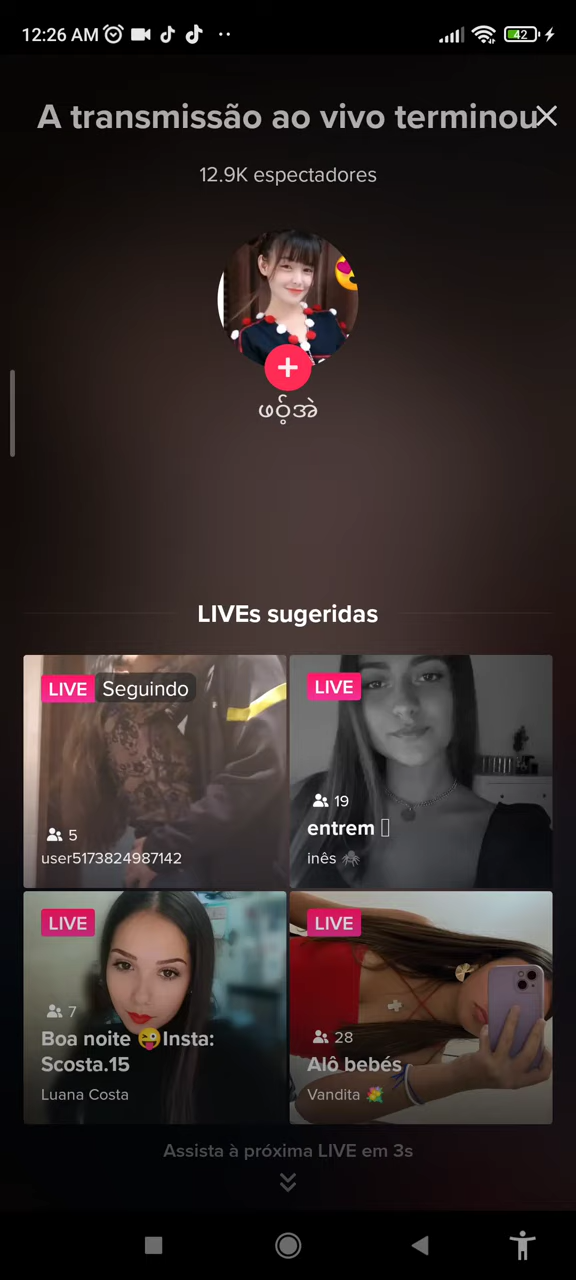 12:26 AM
42
A transmissão ao vivo terminou
12.9K espectadores
ဖဝ့်အဲ
LIVEs sugeridas
LIVE Seguindo
LIVE
5
user5173824987142
19
entrem
inês 🕷
LIVE
LIVE
7
Boa noite 😜Insta:
Scosta.15
Luana Costa
28
Alô bebés
Vandita 💐
Assista à próxima LIVE em 3s